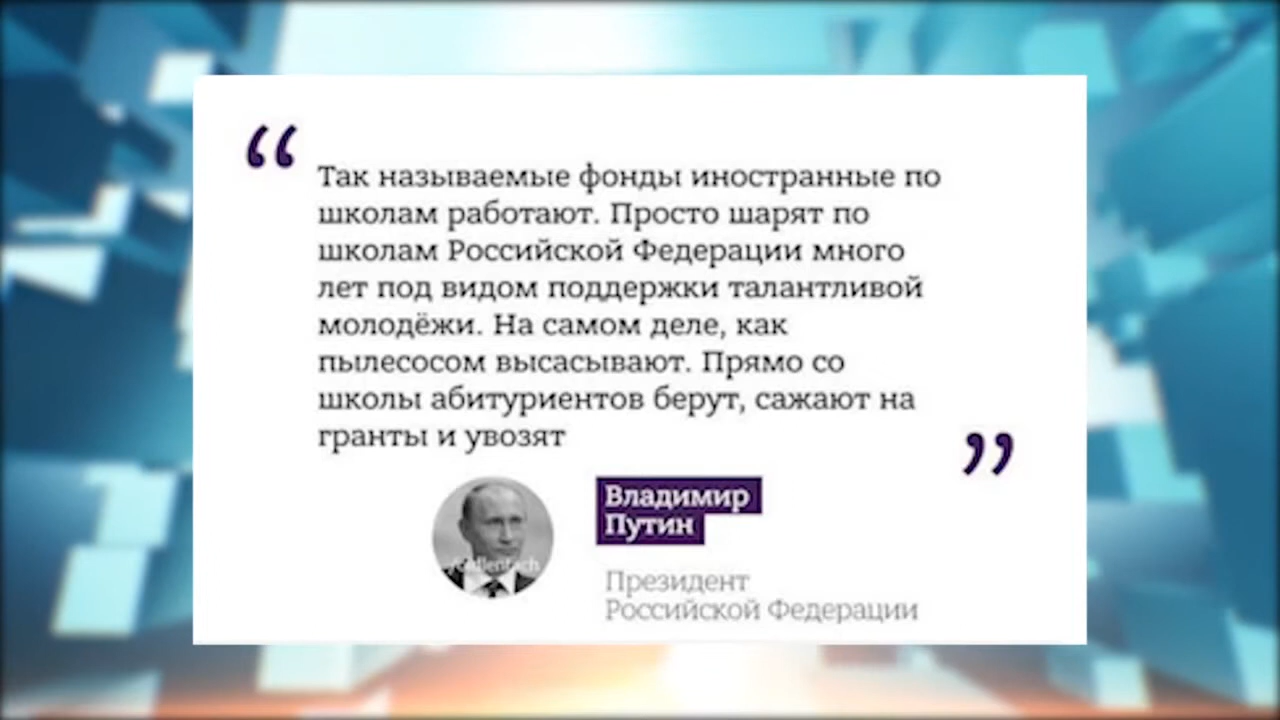 “
Так называемые фонды иностранные по
школам работают. Просто шарят по
школам Российской Федерации много
лет под видом поддержки талантливой
молодёжи. На самом деле, как
пылесосом высасывают. Прямо со
школы абитуриентов берут, сажают на
гранты и увозят
”
Владимир
Путин
Президент
Российской Федерации